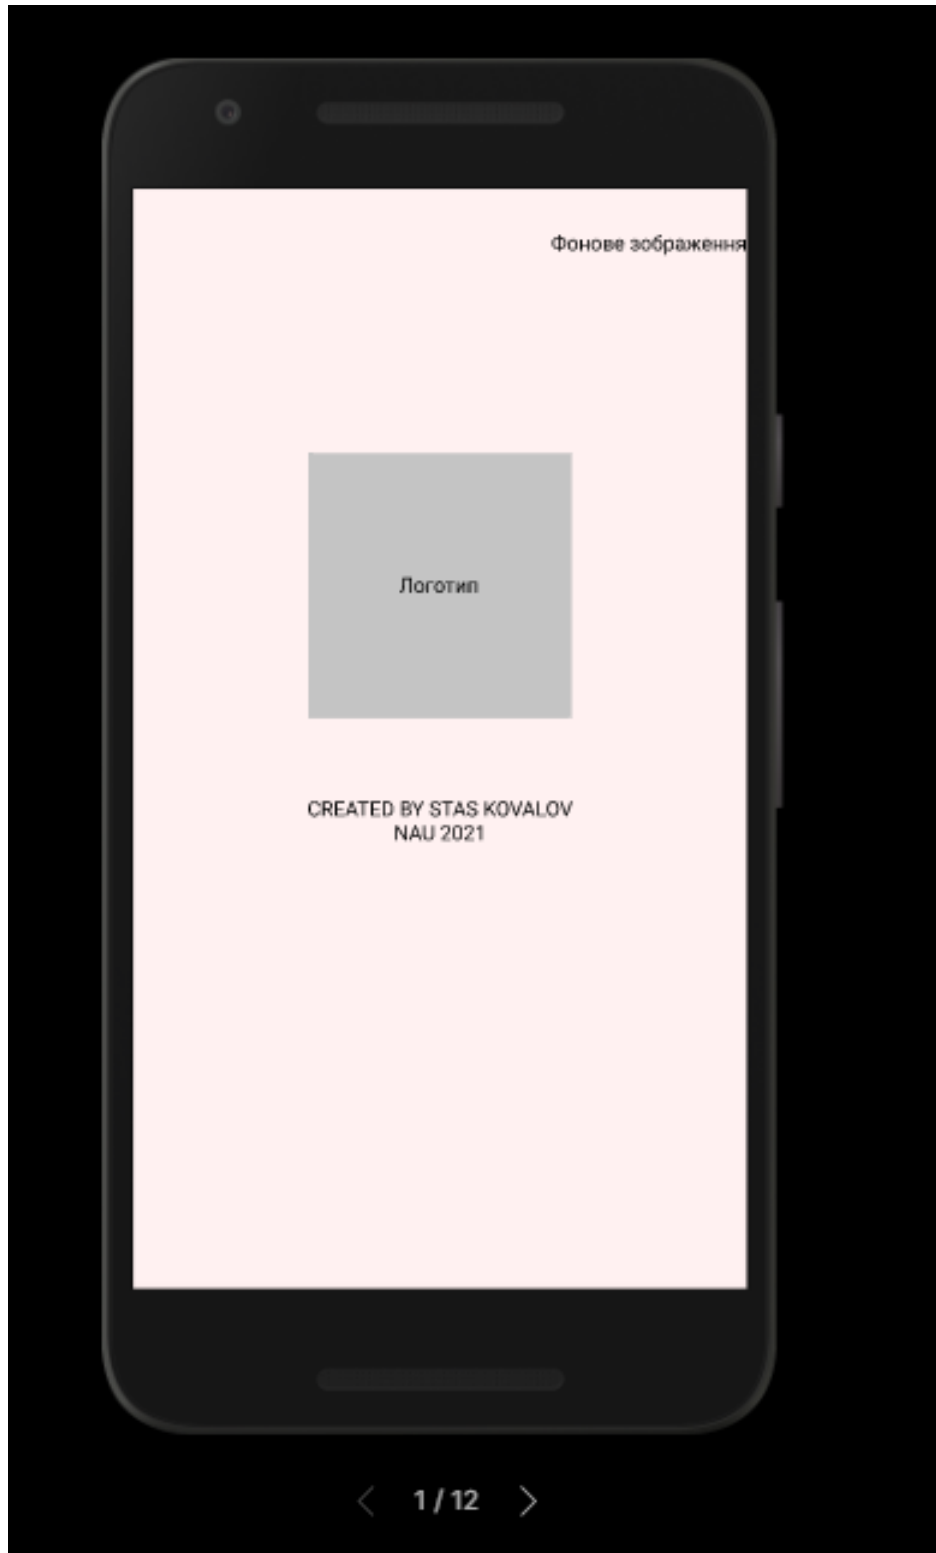 Фонове зображення
Логотип
CREATED BY STAS KOVALOV
NAU 2021
1 / 12